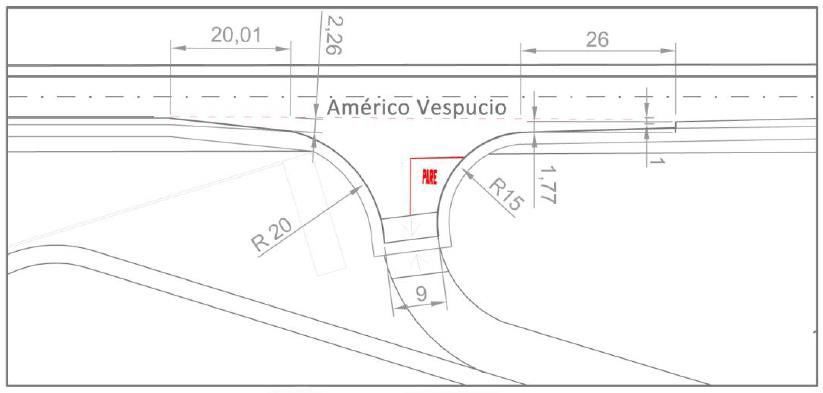 20,01
2,26
26
Américo Vespucio
PARE
1
1,77
R 20
R15
9